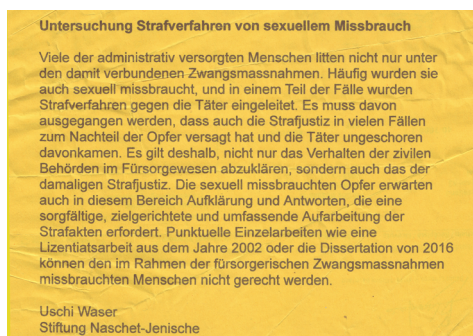 Untersuchung Strafverfahren von sexuellem Missbrauch
Viele der administrativ versorgten Menschen litten nicht nur unter
den damit verbundenen Zwangsmassnahmen. Häufig wurden sie
auch sexuell missbraucht, und in einem Teil der Fälle wurden
Strafverfahren gegen die Täter eingeleitet. Es muss davon
ausgegangen werden, dass auch die Strafjustiz in vielen Fällen
zum Nachteil der Opfer versagt hat und die Täter ungeschoren
davonkamen. Es gilt deshalb, nicht nur das Verhalten der zivilen
Behörden im Fürsorgewesen abzuklären, sondern auch das der
damaligen Strafjustiz. Die sexuell missbrauchten Opfer erwarten
auch in diesem Bereich Aufklärung und Antworten, die eine
sorgfältige, zielgerichtete und umfassende Aufarbeitung der
Strafakten erfordert. Punktuelle Einzelarbeiten wie eine
Lizentiatsarbeit aus dem Jahre 2002 oder die Dissertation von 2016
können den im Rahmen der fürsorgerischen Zwangsmassnahmen
missbrauchten Menschen nicht gerecht werden.
Uschi Waser
Stiftung Naschet-Jenische